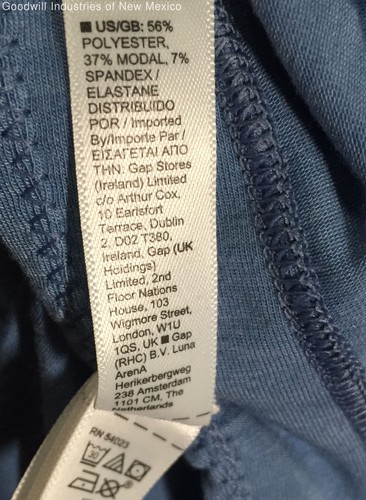 Goodwill Industries of New Mexico
■ US/GB: 56%
POLYESTER,
37% MODAL, 7%
SPANDEX /
ELASTANE
DISTRIBUIDO
POR / Imported
By/Importe Par /
ΕΙΣΑΓΕΤΑΙ ΑΠΟ
ΤΗΝ: Gap Stores
(Ireland) Limited
c/o Arthur Cox,
10 Earlsfort
Terrace, Dublin
2, D02 T380,
Ireland, Gap (UK
Holdings)
Limited, 2nd
Floor Nations
House, 103
Wigmore Street,
London, W1U
1QS, UK ■ Gap
(RHC) B.V. Luna
ArenA
Herikerbergweg
238 Amsterdam
1101 CM, The
Netherlands
RN 54023
30